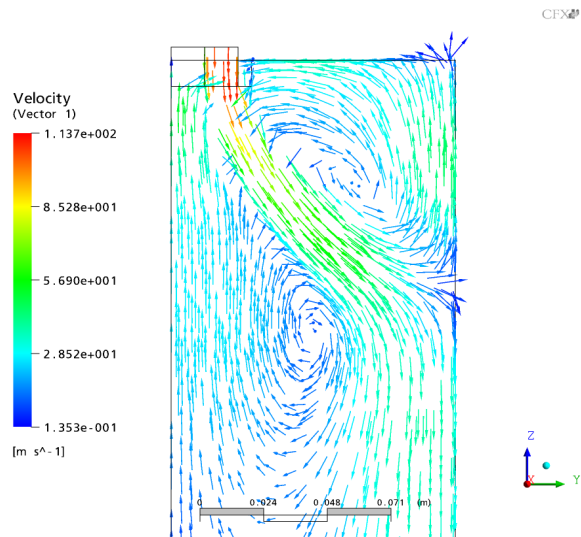 CFX
Velocity
(Vector 1)
1.137e+002
8.528e+001
5.690e+001
2.852e+001
1.353e-001
[m s^-1]
0 0.024 0.048 0.071 (m)
Z
X Y